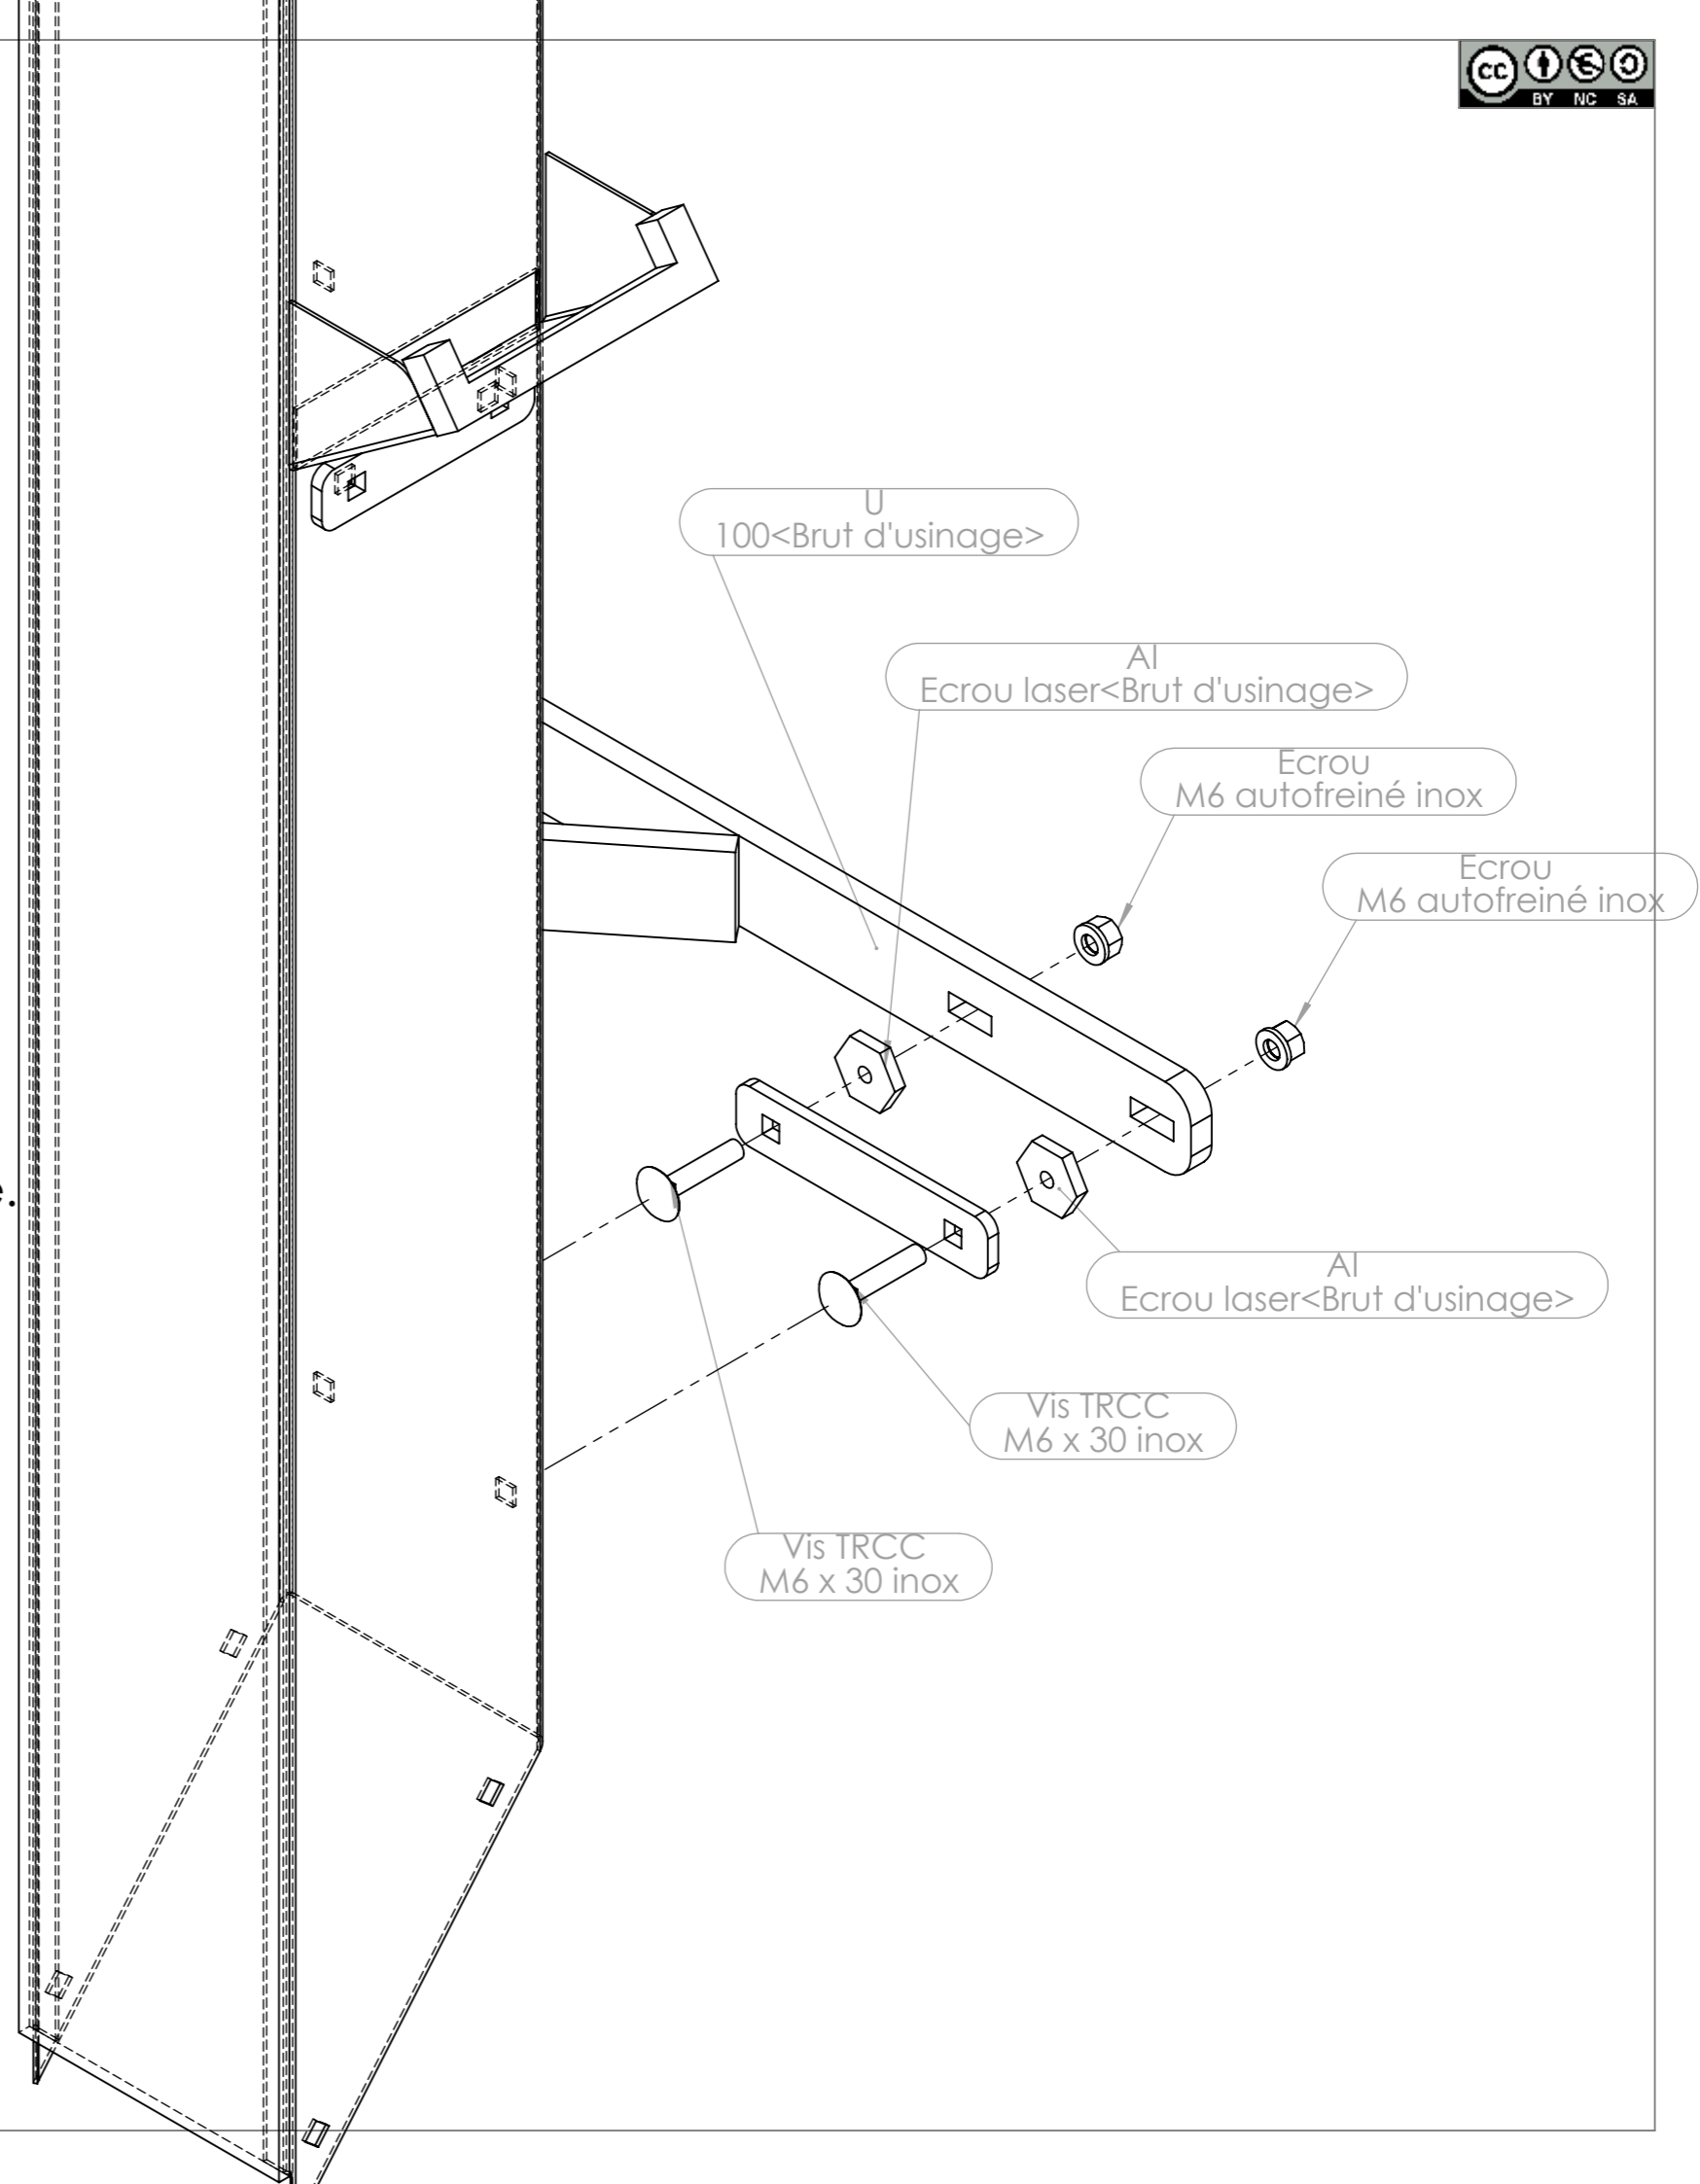 CC
BY NC SA
U
100<Brut d'usinage>
Al
Ecrou laser<Brut d'usinage>
Ecrou
M6 autofreiné inox
Ecrou
M6 autofreiné inox
e.
Al
Ecrou laser<Brut d'usinage>
Vis TRCC
M6 x 30 inox
Vis TRCC
M6 x 30 inox